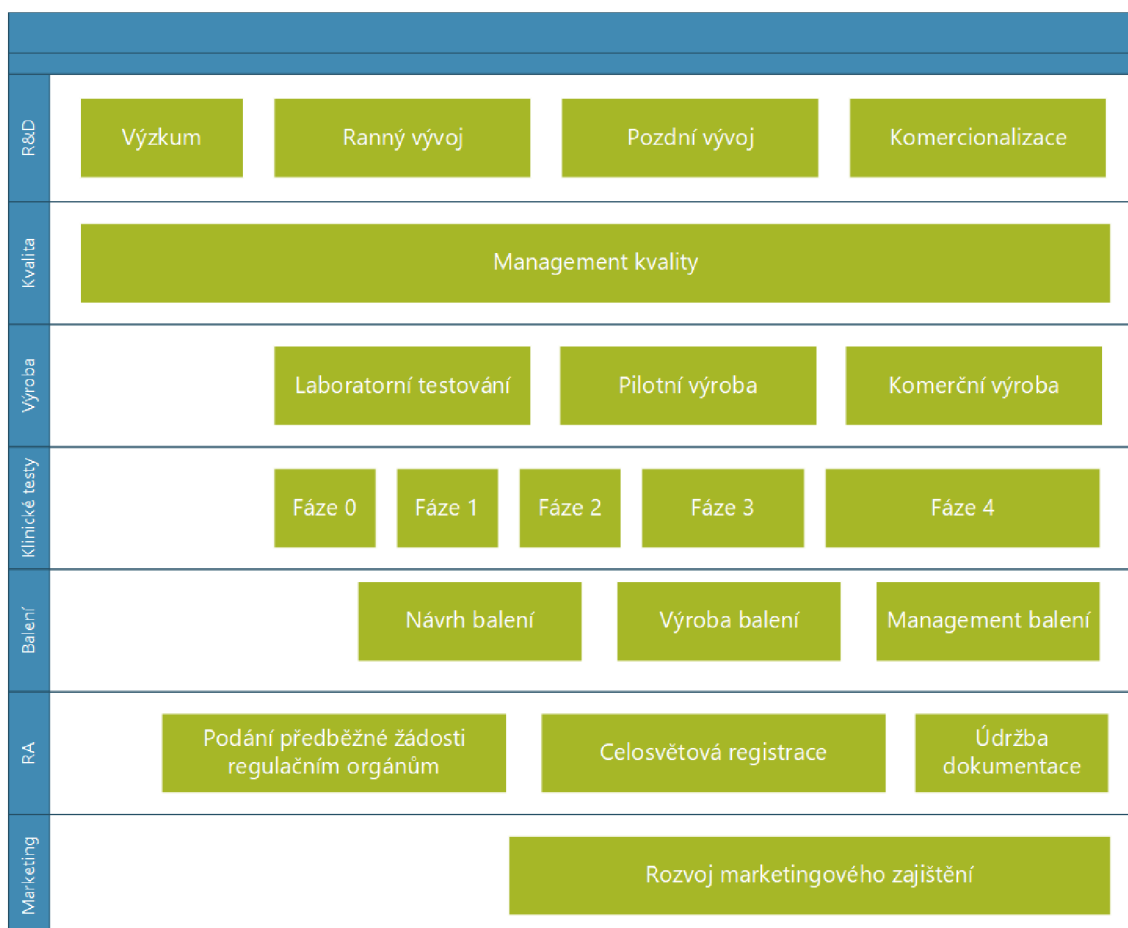 R&D
Výzkum
Ranný vývoj
Pozdní vývoj
Komercionalizace
Kvalita
Management kvality
Výroba
Laboratorní testování
Pilotní výroba
Komerční výroba
Klinické testy
Fáze 0
Fáze 1
Fáze 2
Fáze 3
Fáze 4
Balení
Návrh balení
Výroba balení
Management balení
RA
Podání předběžné žádosti
regulačním orgánům
Celosvětová registrace
Údržba
dokumentace
Marketing
Rozvoj marketingového zajištění